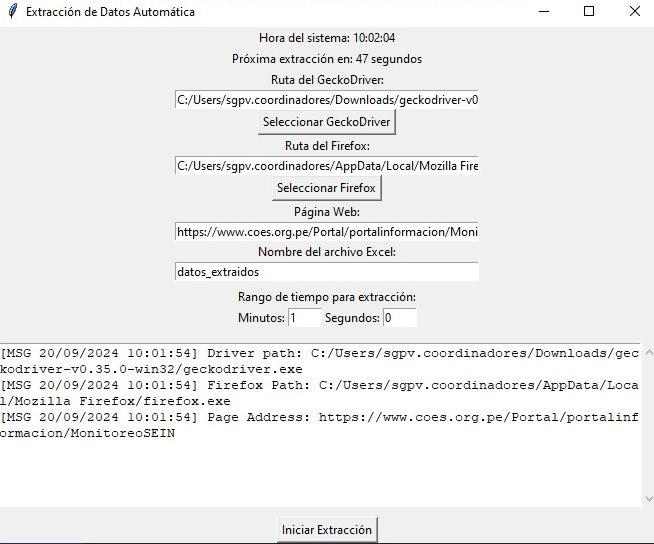 Extracción de Datos Automática
Hora del sistema: 10:02:04
Próxima extracción en: 47 segundos
Ruta del GeckoDriver:
C:/Users/sgpv.coordinadores/Downloads/geckodriver-v0
Seleccionar GeckoDriver
Ruta del Firefox:
C:/Users/sgpv.coordinadores/AppData/Local/Mozilla Fire
Seleccionar Firefox
Página Web:
https://www.coes.org.pe/Portal/portalinformacion/Moni
Nombre del archivo Excel:
datos_extraidos
Rango de tiempo para extracción:
Minutos: 1 Segundos: 0
[MSG 20/09/2024 10:01:54] Driver path: C:/Users/sgpv.coordinadores/Downloads/gec
kodriver-v0.35.0-win32/geckodriver.exe
[MSG 20/09/2024 10:01:54] Firefox Path: C:/Users/sgpv.coordinadores/AppData/Loca
l/Mozilla Firefox/firefox.exe
[MSG 20/09/2024 10:01:54] Page Address: https://www.coes.org.pe/Portal/portalinf
ormacion/MonitoreoSEIN
Iniciar Extracción